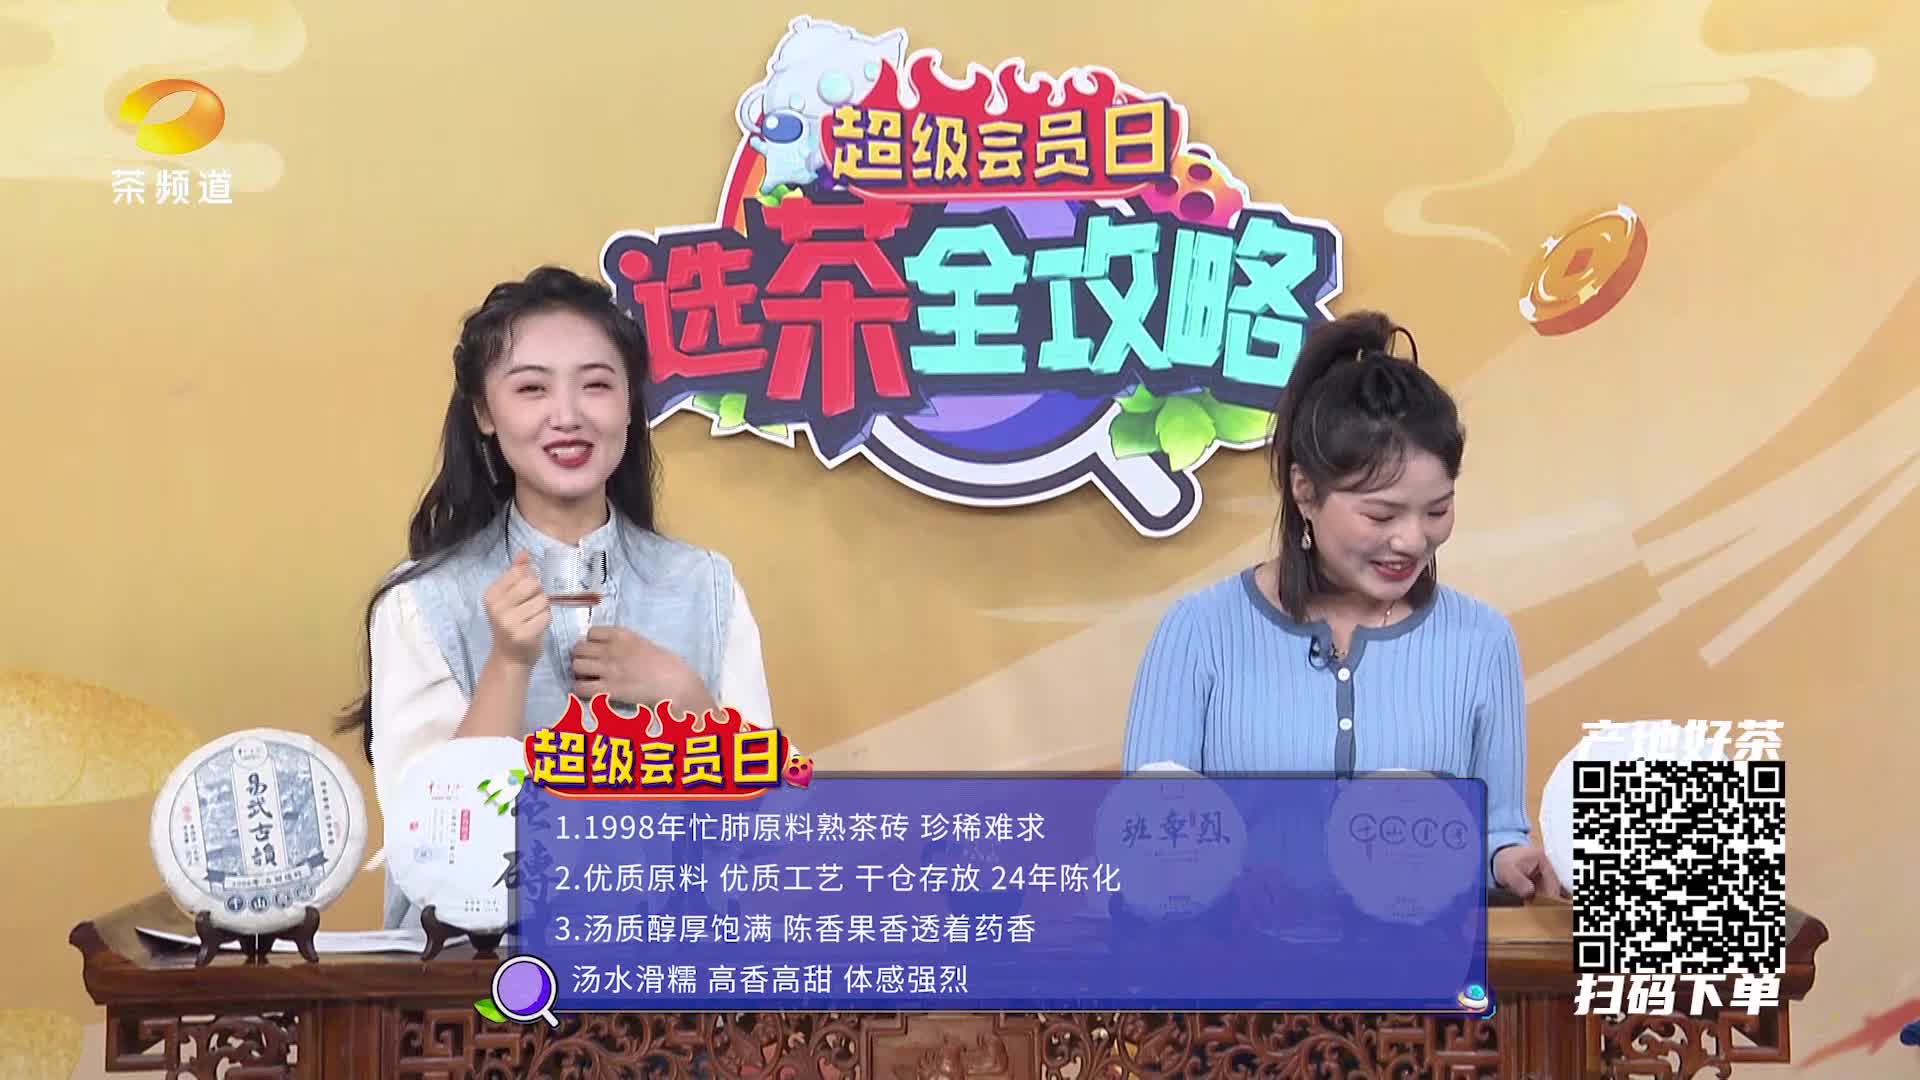 茶频道
超级会员日
选茶全攻略
易武古韻
超级会员日
1.1998年忙肺原料熟茶砖 珍稀难求
2.优质原料 优质工艺 干仓存放 24年陈化
3.汤质醇厚饱满 陈香果香透着药香
汤水滑糯 高香高甜 体感强烈
班章烈
产地好茶
扫码下单